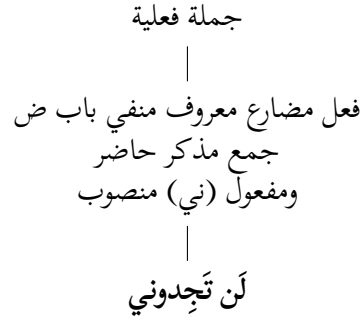 جملة فعلية
فعل مضارع معروف منفي باب ض
جمع مذكر حاضر
ومفعول (ني) منصوب
لَن تَجِدوني